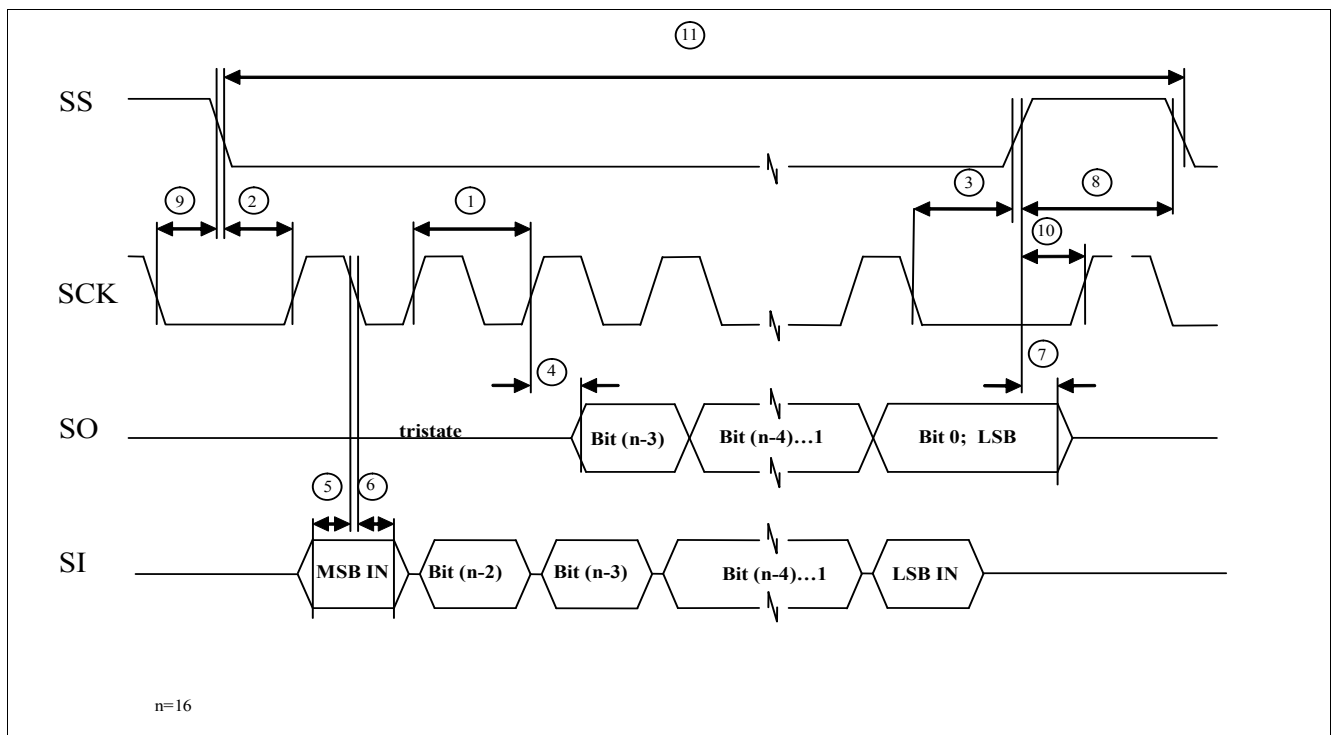 11
SS
3
8
9
2
1
10
SCK
4
7
SO
tristate
Bit (n-3)
Bit (n-4)…1
Bit 0; LSB
5
6
SI
MSB IN
Bit (n-2)
Bit (n-3)
Bit (n-4)…1
LSB IN
n=16